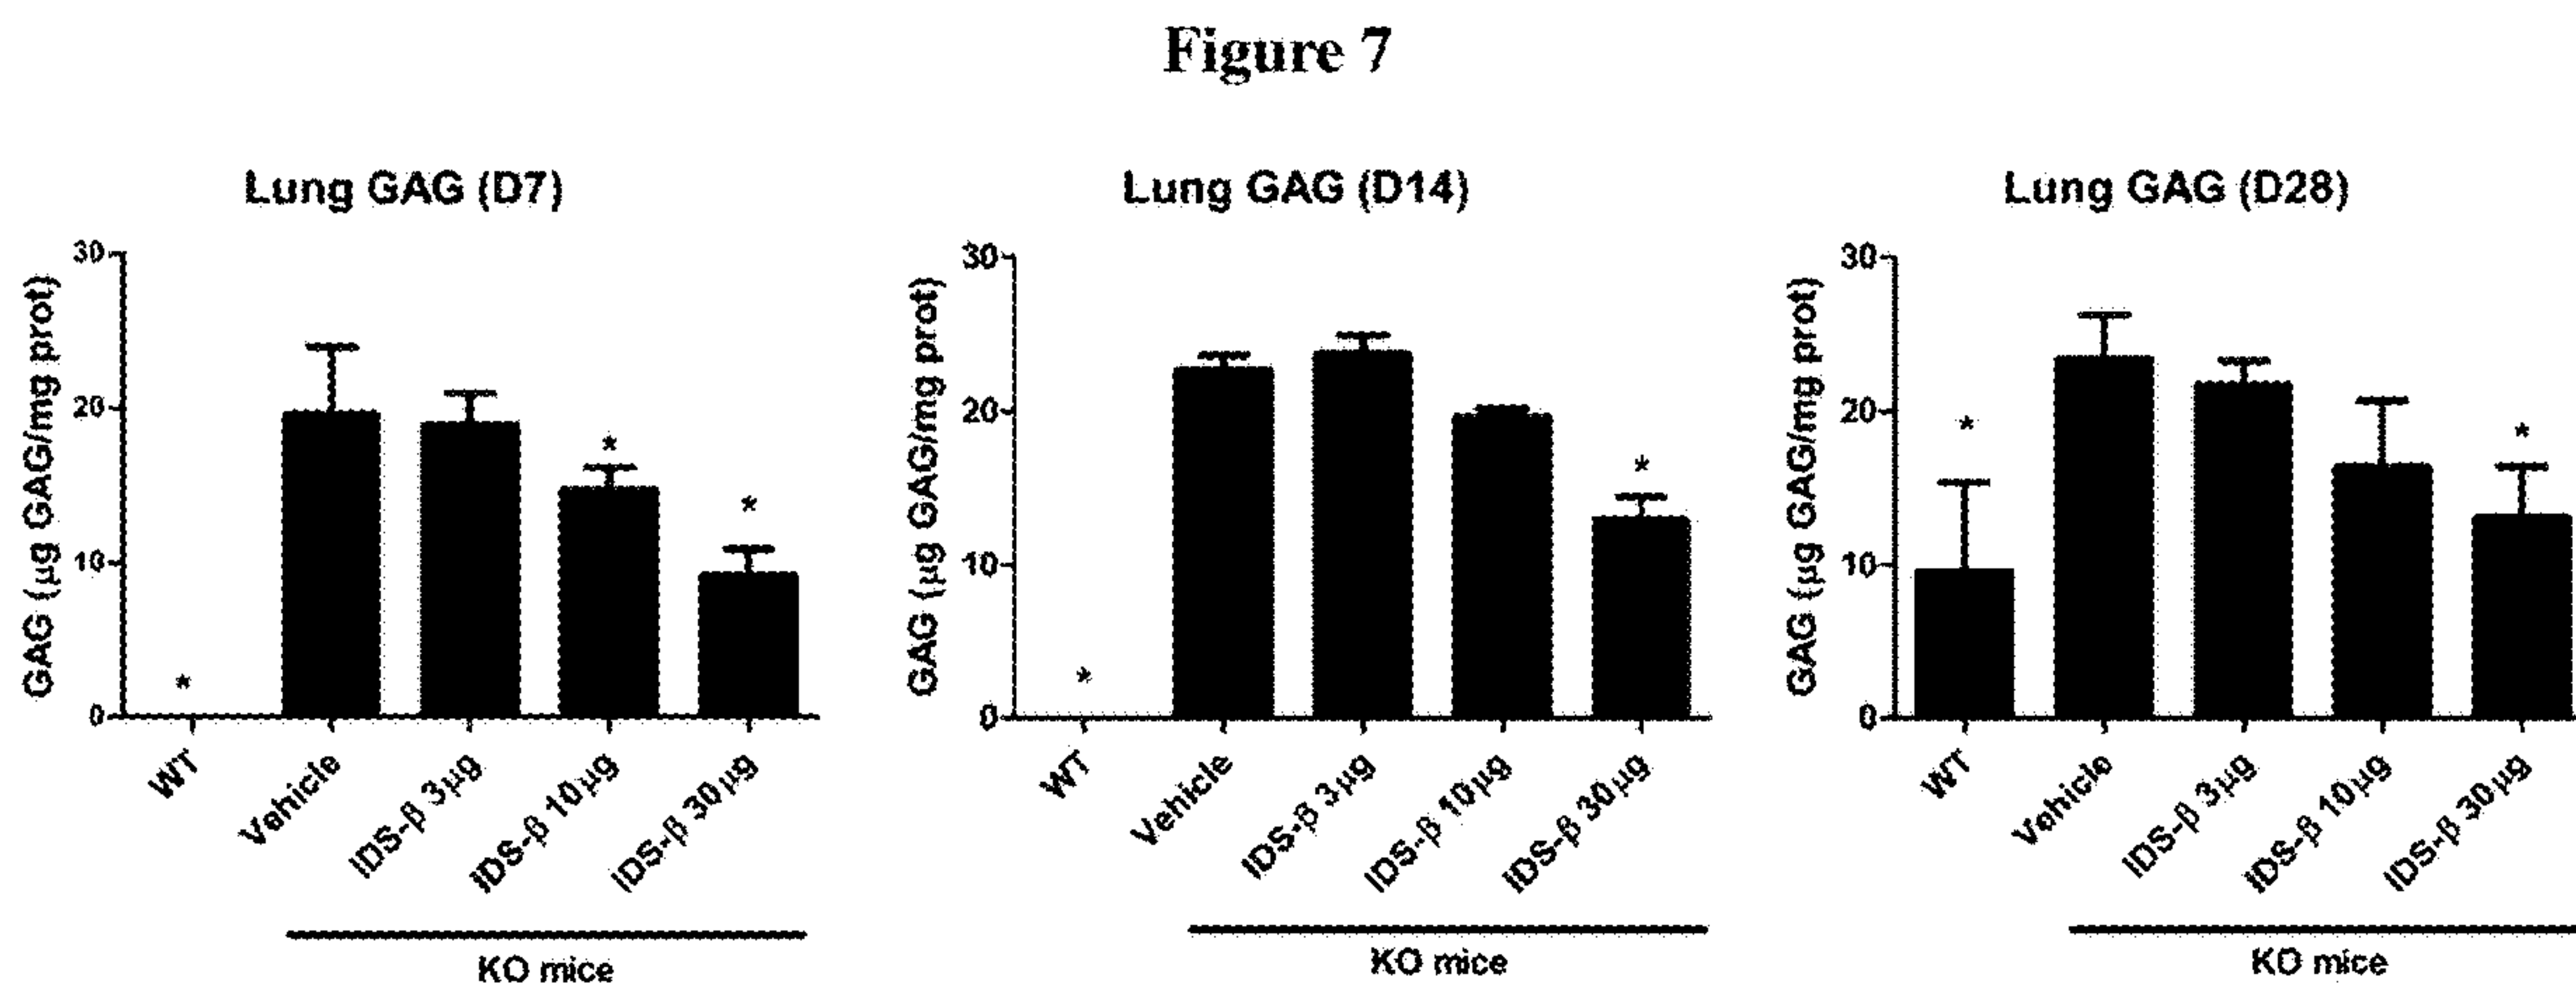 Figure 7
Lung GAG (D7)
GAG (µg GAG/mg prot)
30
20
10
0
*
*
*
WT
Vehicle
IDS-β 3µg
IDS-β 10µg
IDS-β 30µg
KO mice
Lung GAG (D14)
GAG (µg GAG/mg prot)
30
20
10
0
*
*
WT
Vehicle
IDS-β 3µg
IDS-β 10µg
IDS-β 30µg
KO mice
Lung GAG (D28)
GAG (µg GAG/mg prot)
30
20
10
0
*
*
WT
Vehicle
IDS-β 3µg
IDS-β 10µg
IDS-β 30µg
KO mice